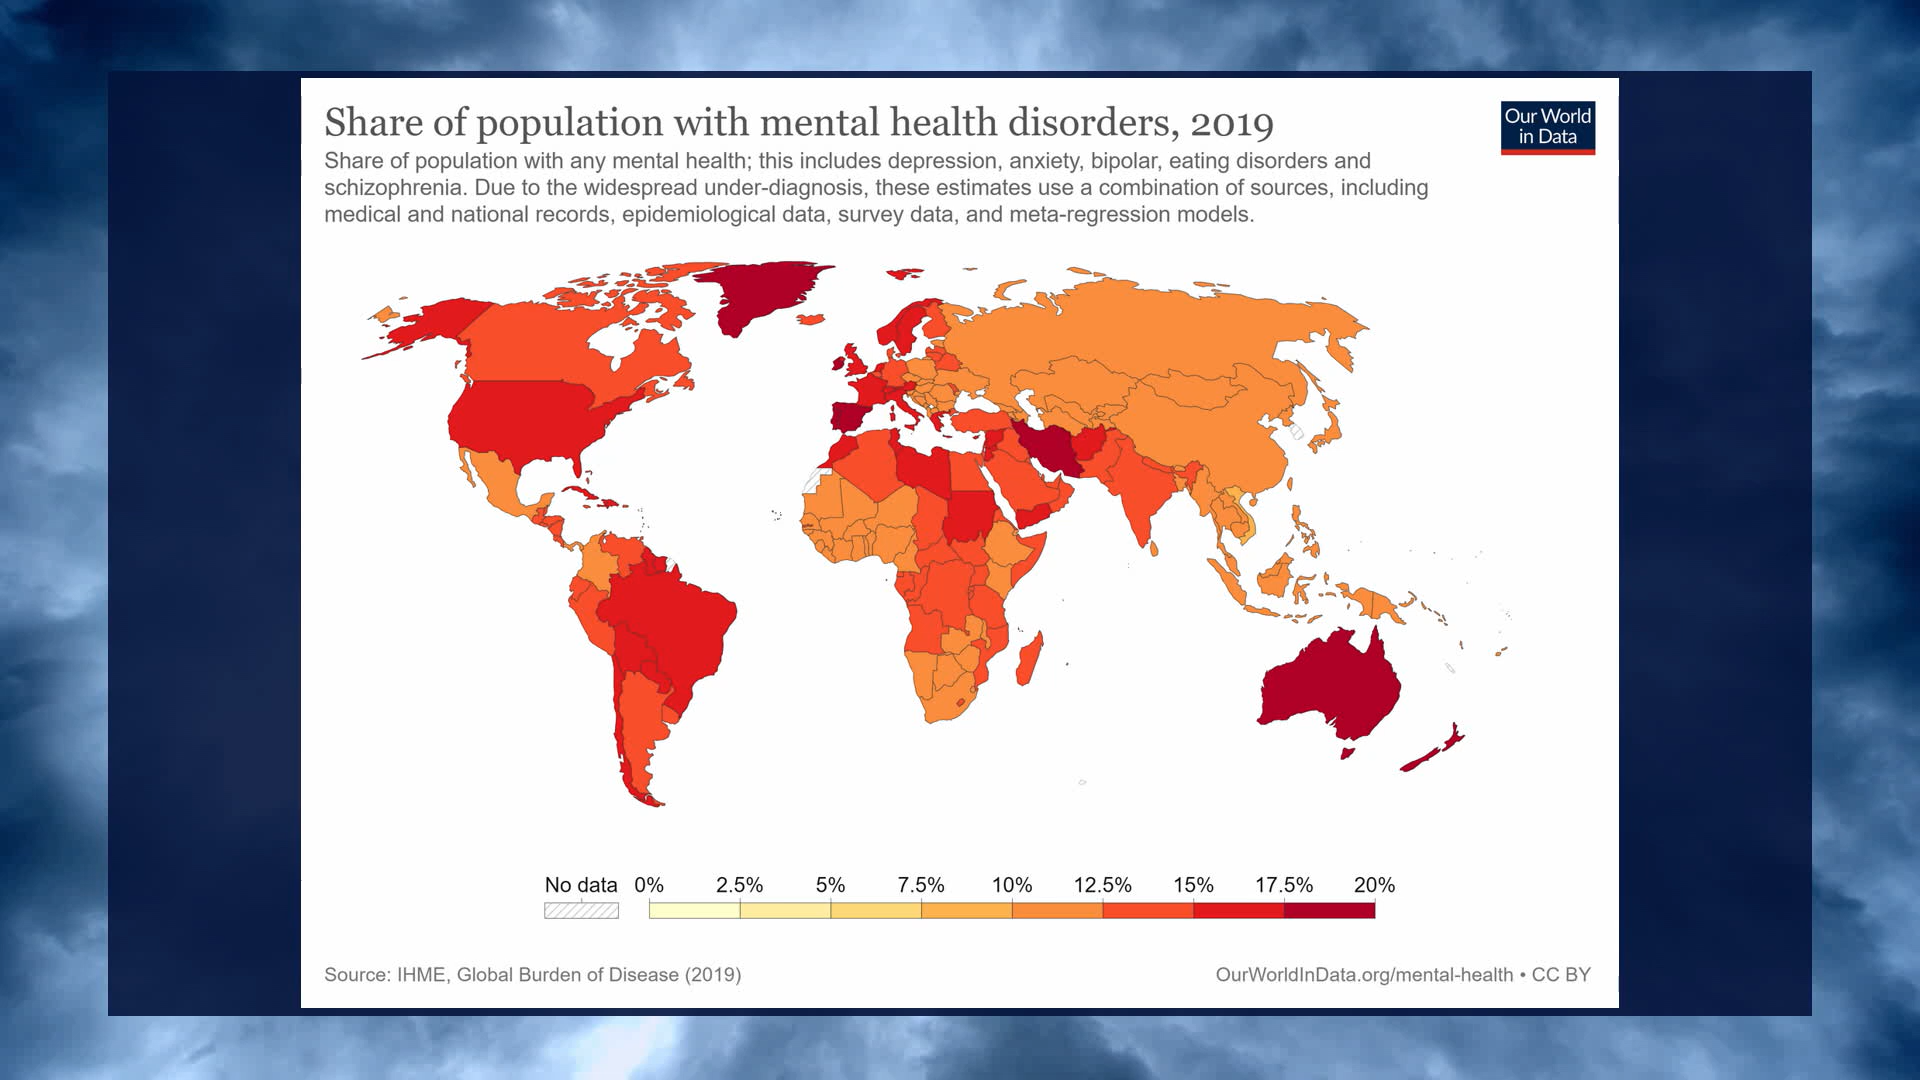 Share of population with mental health disorders, 2019
Our World
in Data
Share of population with any mental health; this includes depression, anxiety, bipolar, eating disorders and
schizophrenia. Due to the widespread under-diagnosis, these estimates use a combination of sources, including
medical and national records, epidemiological data, survey data, and meta-regression models.
No data 0% 2.5% 5% 7.5% 10% 12.5% 15% 17.5% 20%
Source: IHME, Global Burden of Disease (2019)
OurWorldInData.org/mental-health • CC BY